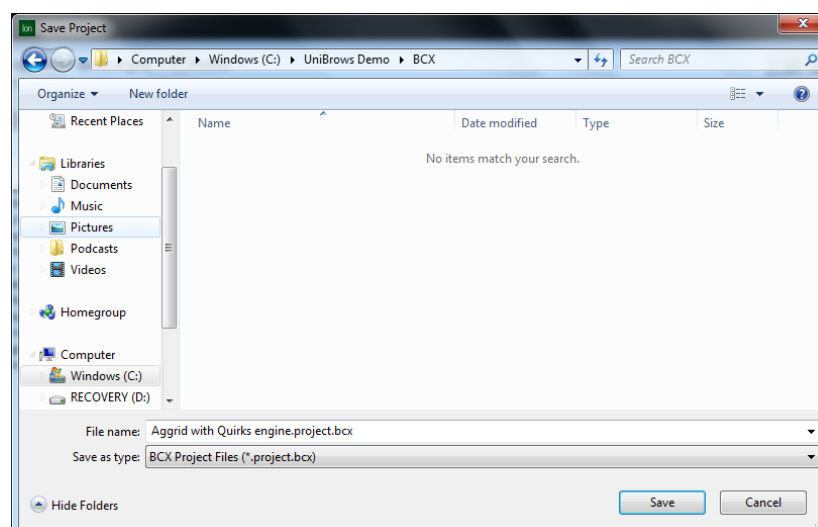 Ion Save Project
Computer Windows (C:) UniBrows Demo BCX Search BCX
Organize New folder
Name Date modified Type Size
No items match your search.
Recent Places
Libraries
Documents
Music
Pictures
Podcasts
Videos
Homegroup
Computer
Windows (C:)
RECOVERY (D:)
File name: Aggrid with Quirks engine.project.bcx
Save as type: BCX Project Files (*.project.bcx)
Hide Folders Save Cancel